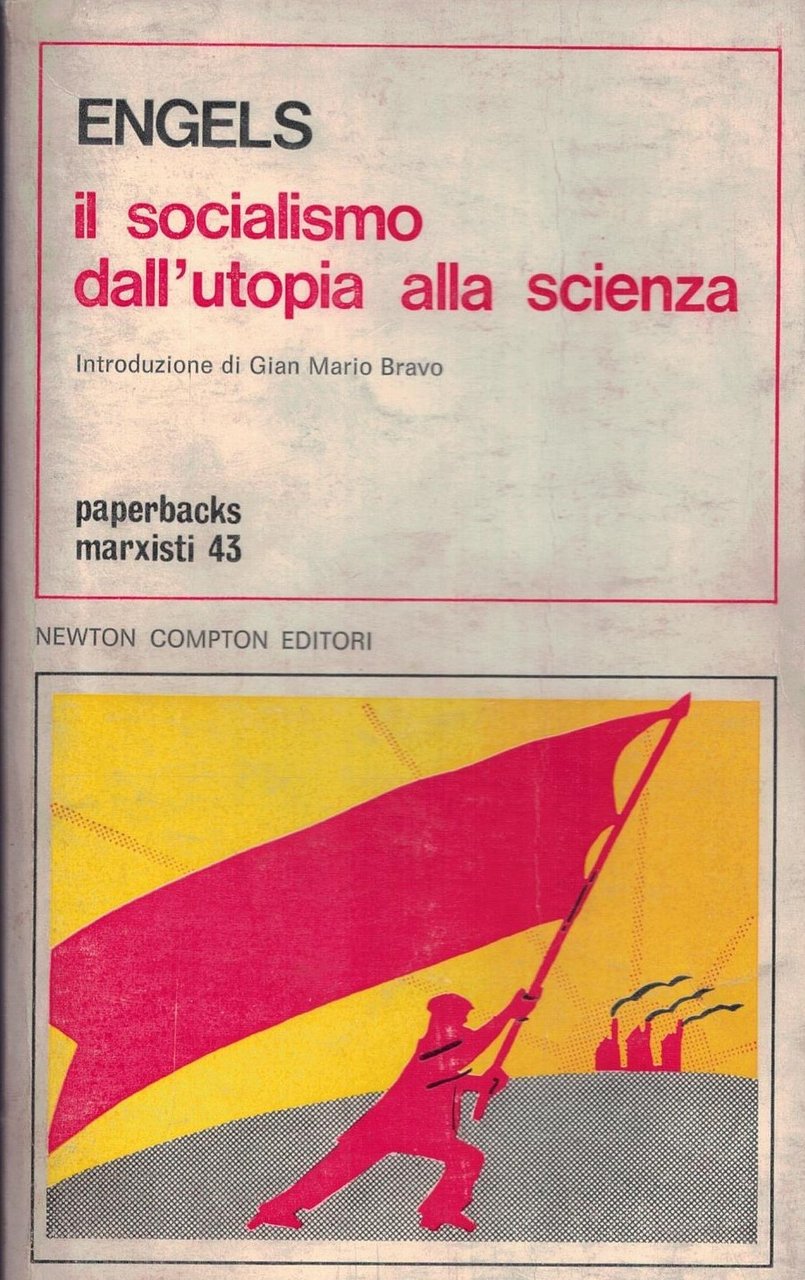 ENGELS
il socialismo
dall'utopia alla scienza
Introduzione di Gian Mario Bravo
paperbacks
marxisti 43
NEWTON COMPTON EDITORI